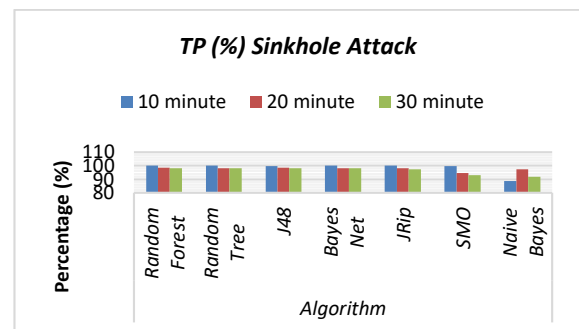 TP (%) Sinkhole Attack
10 minute 20 minute 30 minute
Percentage (%)
110
100
90
80
Random Forest
Random Tree
J48
Bayes Net
JRip
SMO
Naive Bayes
Algorithm